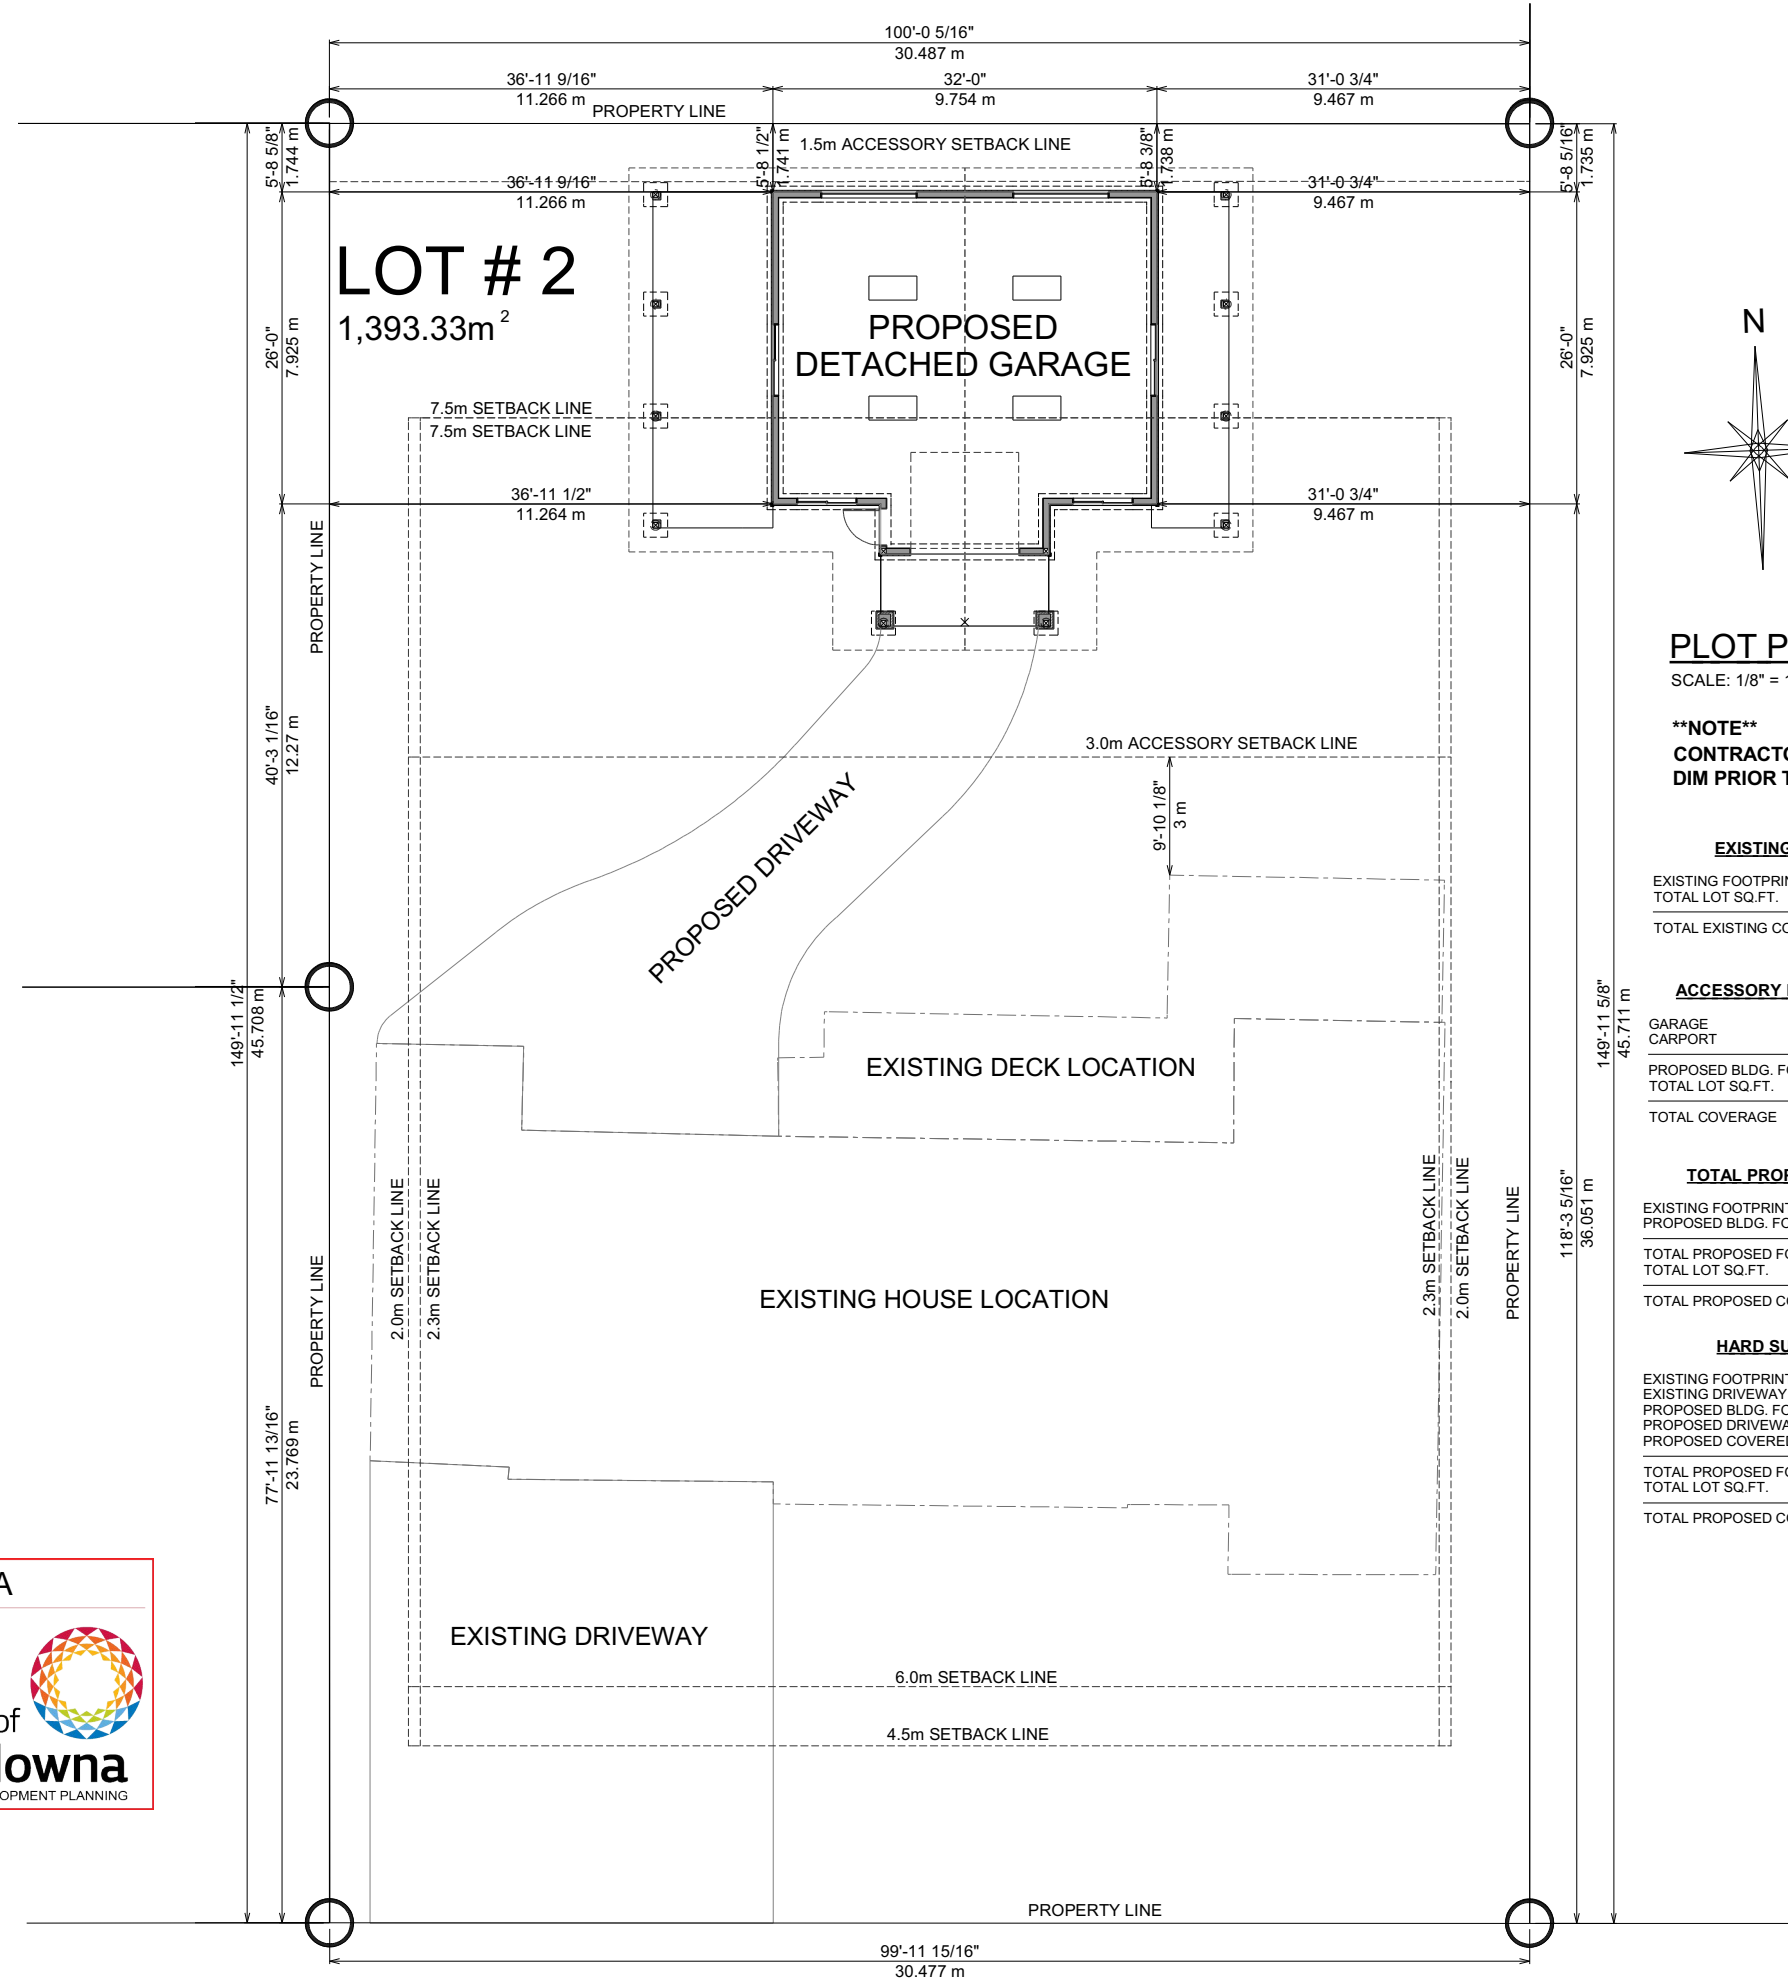 100'-0 5/16"
30.487 m
36'-11 9/16"
11.266 m
32'-0"
9.754 m
31'-0 3/4"
9.467 m
PROPERTY LINE
1.5m ACCESSORY SETBACK LINE
5'-8 5/8"
1.744 m
5'-8 1/2"
1.741 m
5'-8 3/8"
1.738 m
5'-8 5/16"
1.735 m
36'-11 9/16"
11.266 m
31'-0 3/4"
9.467 m
LOT # 2
1,393.33m²
PROPOSED
DETACHED GARAGE
26'-0"
7.925 m
26'-0"
7.925 m
N
7.5m SETBACK LINE
7.5m SETBACK LINE
36'-11 1/2"
11.264 m
31'-0 3/4"
9.467 m
PROPERTY LINE
PLOT P
SCALE: 1/8" = 1
**NOTE**
CONTRACTO
DIM PRIOR T
40'-3 1/16"
12.27 m
3.0m ACCESSORY SETBACK LINE
9'-10 1/8"
3 m
PROPOSED DRIVEWAY
EXISTING
EXISTING FOOTPRIN
TOTAL LOT SQ.FT.
TOTAL EXISTING CO
149'-11 1/2"
45.708 m
149'-11 5/8"
45.711 m
ACCESSORY
GARAGE
CARPORT
PROPOSED BLDG. FO
TOTAL LOT SQ.FT.
TOTAL COVERAGE
EXISTING DECK LOCATION
2.0m SETBACK LINE
2.3m SETBACK LINE
2.3m SETBACK LINE
2.0m SETBACK LINE
PROPERTY LINE
118'-3 5/16"
36.051 m
TOTAL PROP
EXISTING FOOTPRINT
PROPOSED BLDG. FO
TOTAL PROPOSED FO
TOTAL LOT SQ.FT.
TOTAL PROPOSED CO
EXISTING HOUSE LOCATION
PROPERTY LINE
HARD SU
EXISTING FOOTPRINT
EXISTING DRIVEWAY
PROPOSED BLDG. FO
PROPOSED DRIVEWA
PROPOSED COVERED
TOTAL PROPOSED FO
TOTAL LOT SQ.FT.
TOTAL PROPOSED CO
77'-11 13/16"
23.769 m
A
of
lowna
OPMENT PLANNING
EXISTING DRIVEWAY
6.0m SETBACK LINE
4.5m SETBACK LINE
PROPERTY LINE
99'-11 15/16"
30.477 m